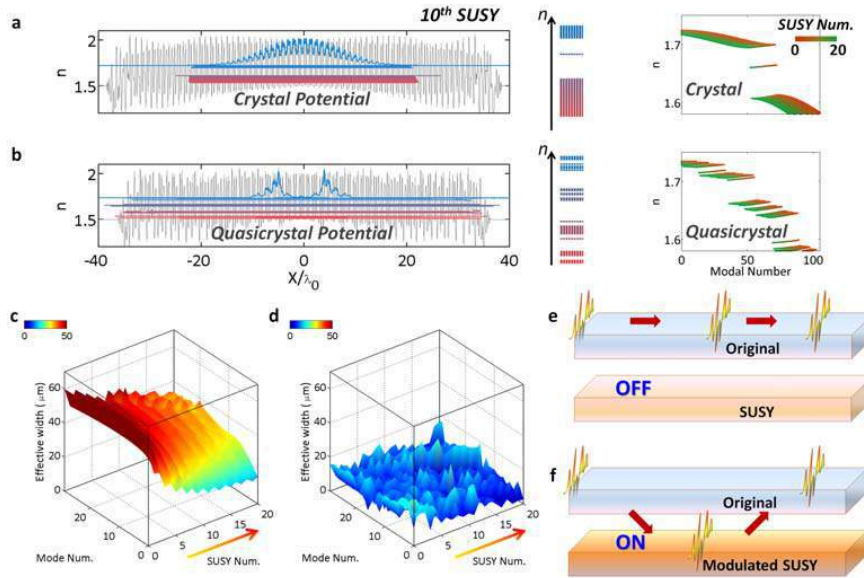 a
10th SUSY
2
n
1.5
Crystal Potential
n
SUSY Num.
0 20
1.7
n
1.6
Crystal
b
2
n
1.5
Quasicrystal Potential
-40 -20 0 20 40
X/λ0
n
1.7
n
1.6
Quasicrystal
0 50 100
Modal Number
c
0 50
60
40
20
0
Effective width ( μm)
20
10
0
Mode Num.
0 5 10 15 20
SUSY Num.
d
0 50
60
40
20
0
Effective width ( μm)
20
10
0
Mode Num.
0 5 10 15 20
SUSY Num.
e
Original
OFF
SUSY
f
Original
ON
Modulated SUSY